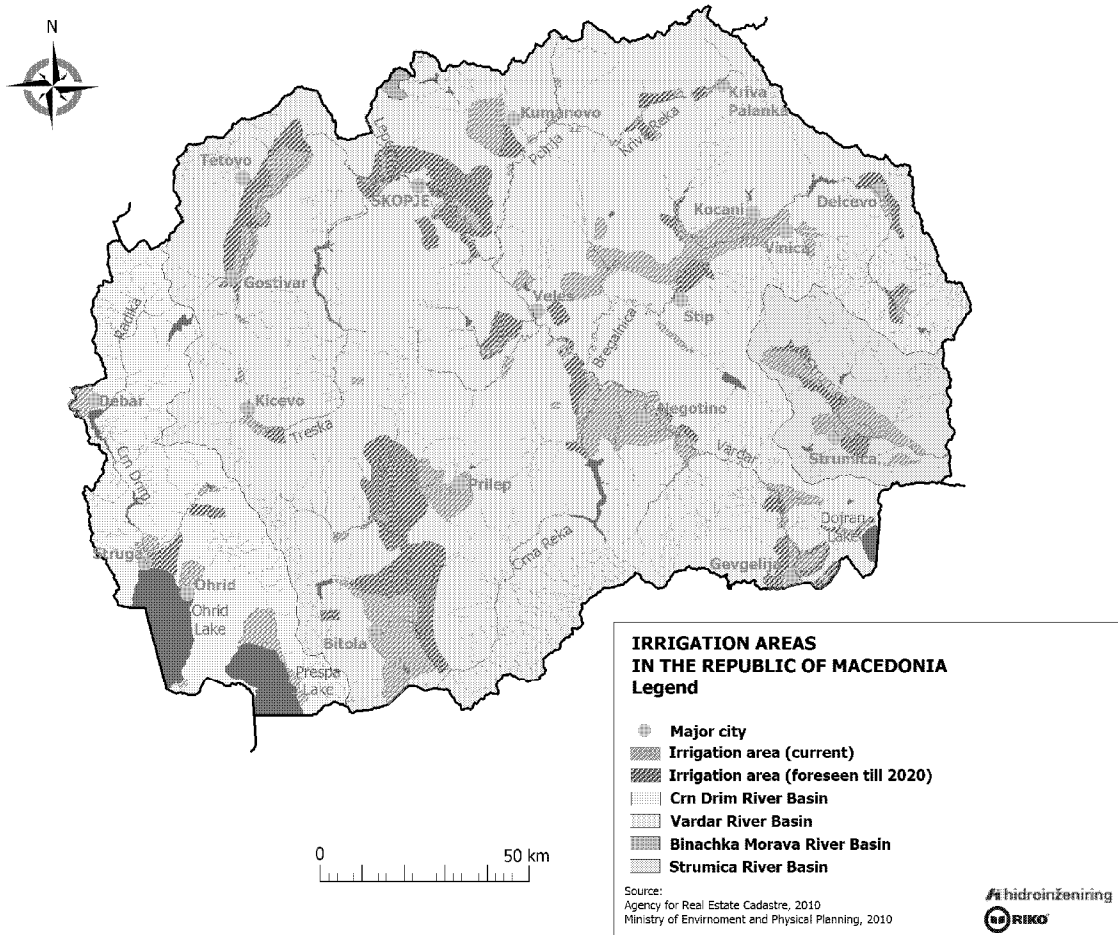 N
Kumanovo
Kriva
Palanka
Pcinja
Kriva Reka
Tetovo
SKOPJE
Kocani
Delcevo
Vinica
Gostivar
Radika
Veles
Stip
Bregalnica
Debar
Kicevo
Treska
Negotino
Crn Drim
Vardar
Strumica
Prilep
Dojran
Lake
Crna Reka
Struga
Gevgelija
Ohrid
Ohrid
Lake
Bitola
Prespa
Lake
IRRIGATION AREAS
IN THE REPUBLIC OF MACEDONIA
Legend
Major city
Irrigation area (current)
Irrigation area (foreseen till 2020)
Crn Drim River Basin
Vardar River Basin
Binachka Morava River Basin
Strumica River Basin
0 50 km
Source:
Agency for Real Estate Cadastre, 2010
Ministry of Envirnoment and Physical Planning, 2010
hidroinženiring
RIKO